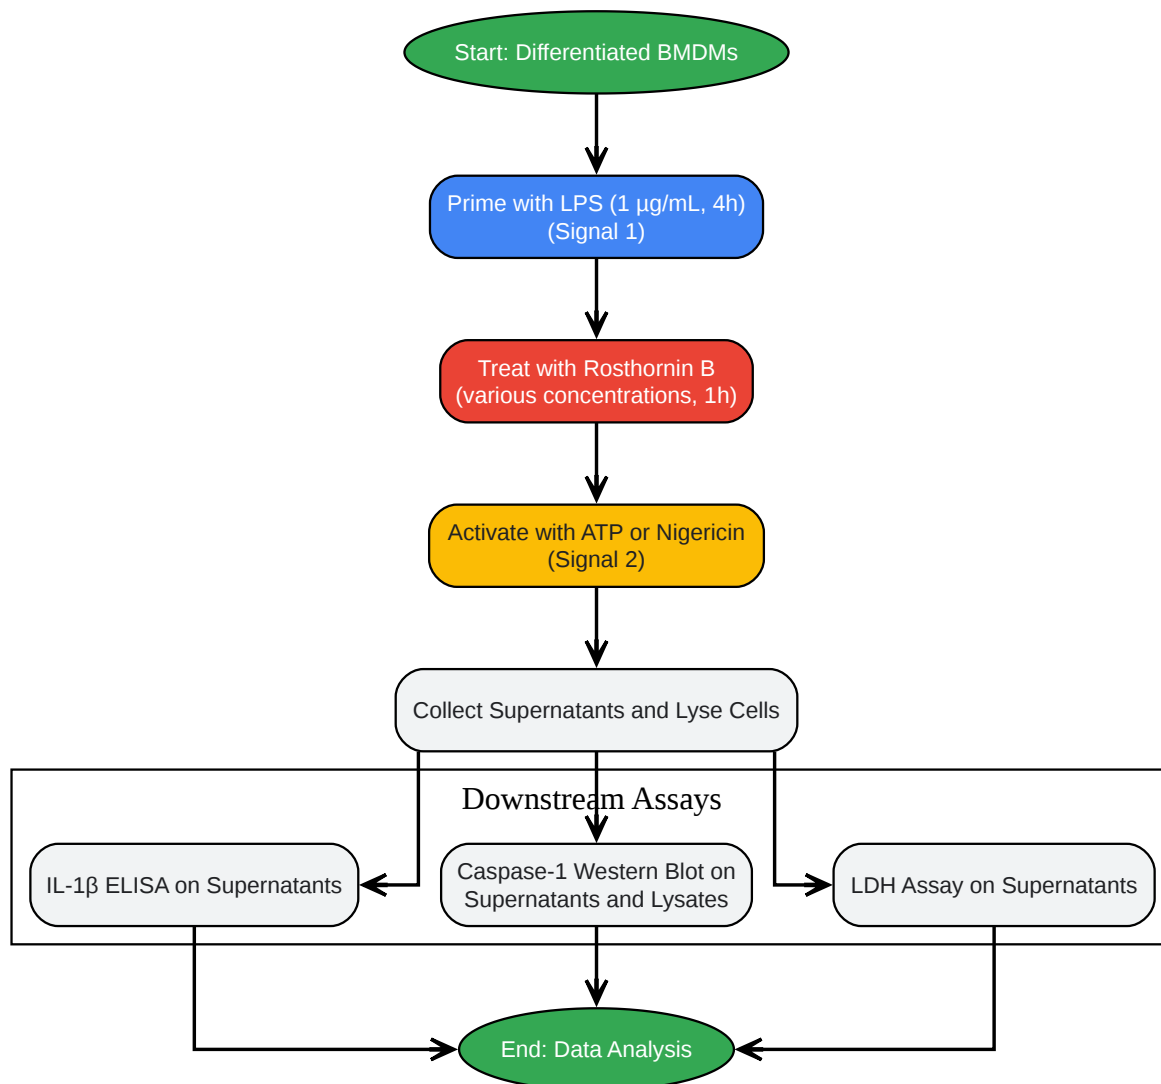 Start: Differentiated BMDMs
Prime with LPS (1 µg/mL, 4h)
(Signal 1)
Treat with Rosthornin B
(various concentrations, 1h)
Activate with ATP or Nigericin
(Signal 2)
Collect Supernatants and Lyse Cells
Downstream Assays
IL-1β ELISA on Supernatants
Caspase-1 Western Blot on
Supernatants and Lysates
LDH Assay on Supernatants
End: Data Analysis